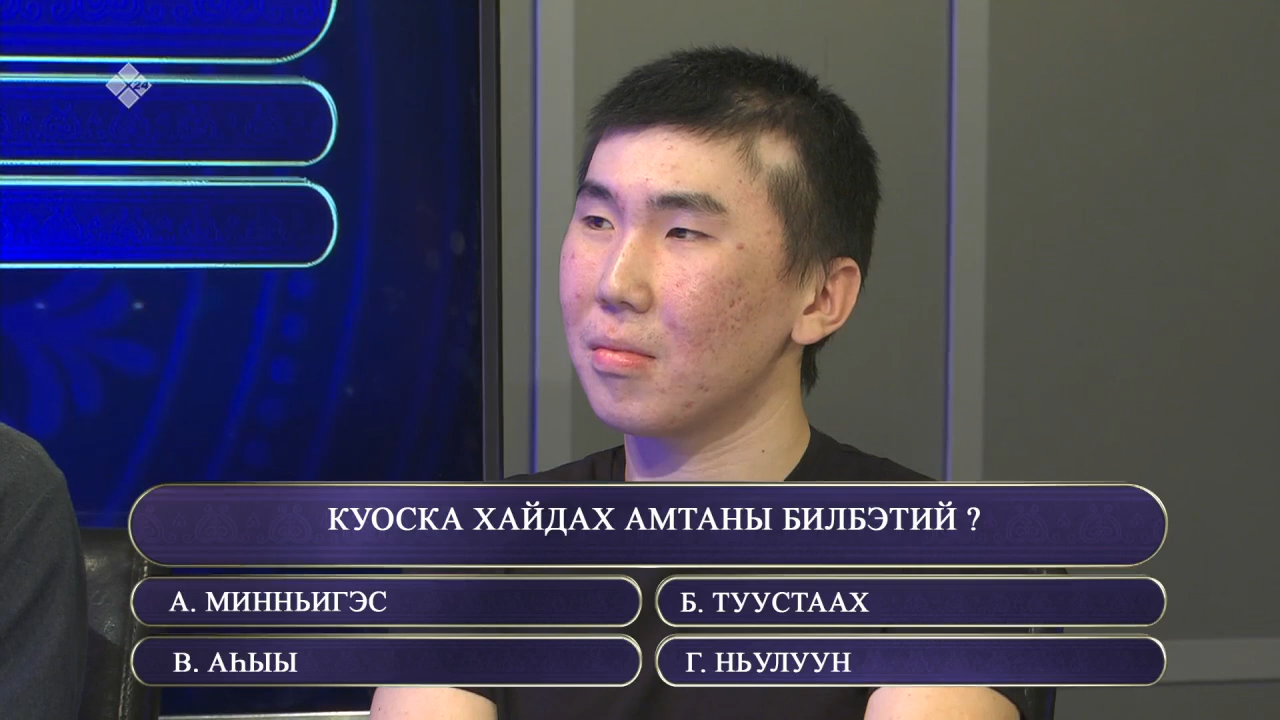 КУОСКА ХАЙДАХ АМТАНЫ БИЛБЭТИЙ ?
А. МИННЬИГЭС
Б. ТУУСТААХ
В. АҺЫЫ
Г. НЬУЛУУН